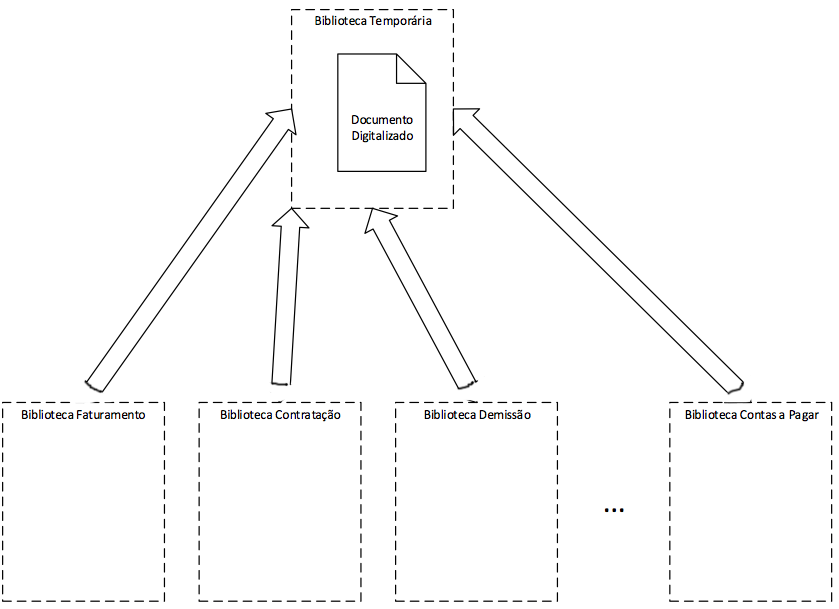 Biblioteca Temporária
Documento
Digitalizado
Biblioteca Faturamento
Biblioteca Contratação
Biblioteca Demissão
...
Biblioteca Contas a Pagar